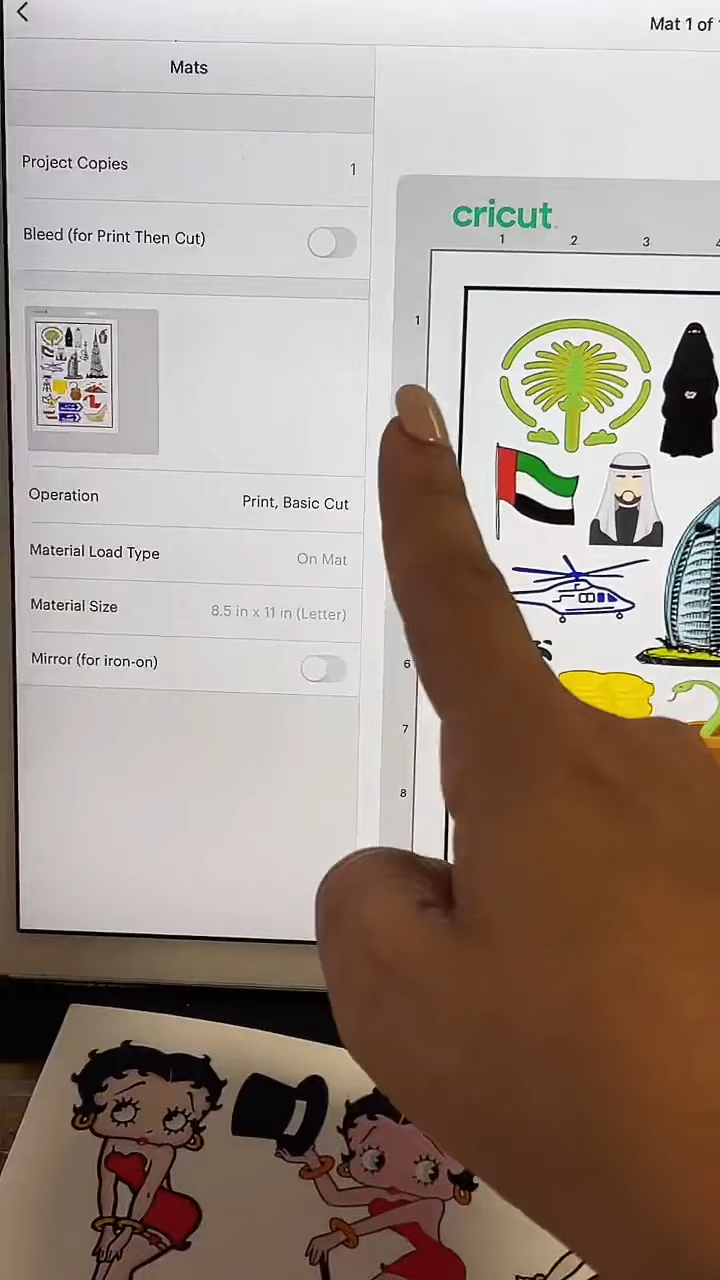 Mat 1 of
Mats
Project Copies
1
Bleed (for Print Then Cut)
Operation
Print, Basic Cut
Material Load Type
On Mat
Material Size
8.5 in x 11 in (Letter)
Mirror (for iron-on)
cricut
1 2 3
1
6
7
8